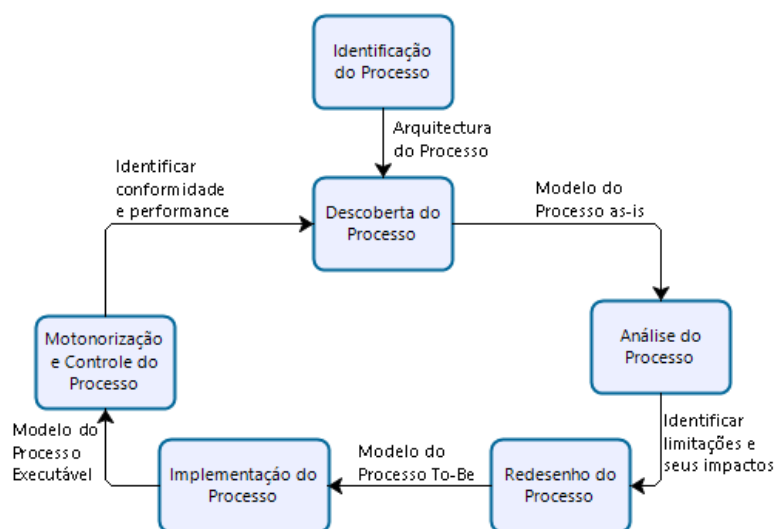 Identificação
do Processo
Arquitectura
do Processo
Identificar
conformidade
e performance
Descoberta do
Processo
Modelo do
Processo as-is
Motonorização
e Controle do
Processo
Análise do
Processo
Modelo do
Processo
Executável
Implementação do
Processo
Modelo do
Processo To-Be
Redesenho do
Processo
Identificar
limitações e
seus impactos